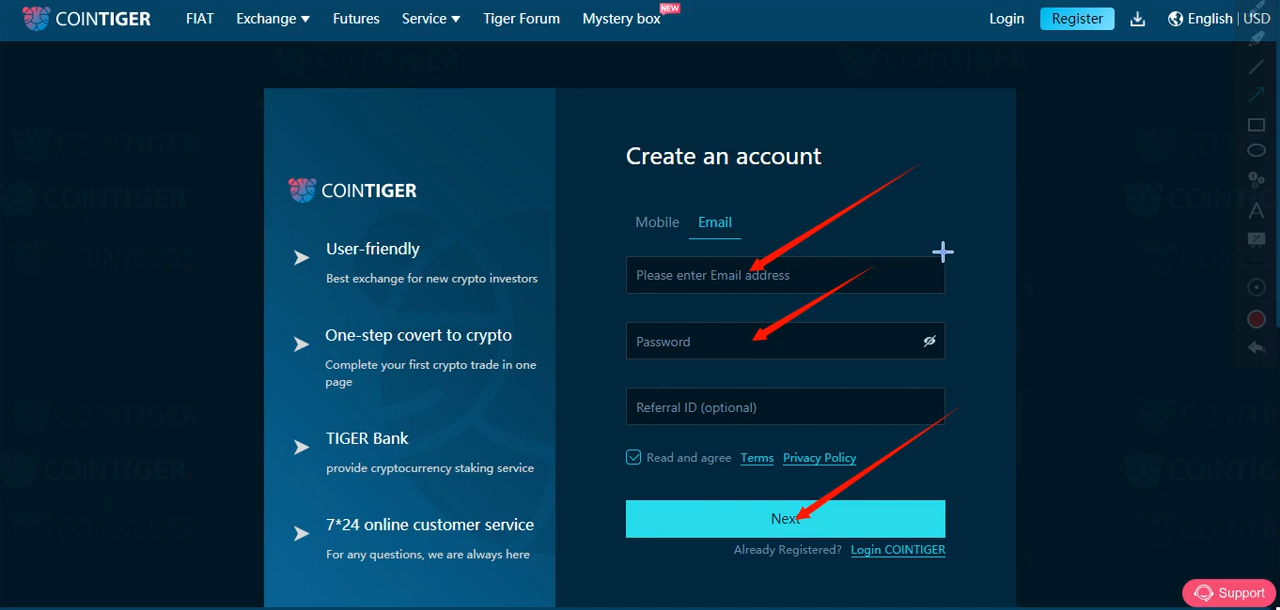 COINTIGER
FIAT Exchange Futures Service Tiger Forum Mystery box NEW Login Register English | USD
COINTIGER
User-friendly
Best exchange for new crypto investors
One-step covert to crypto
Complete your first crypto trade in one
page
TIGER Bank
provide cryptocurrency staking service
7*24 online customer service
For any questions, we are always here
Create an account
Mobile Email
Please enter Email address
Password
Referral ID (optional)
Read and agree Terms Privacy Policy
Next
Already Registered? Login COINTIGER
A
Support